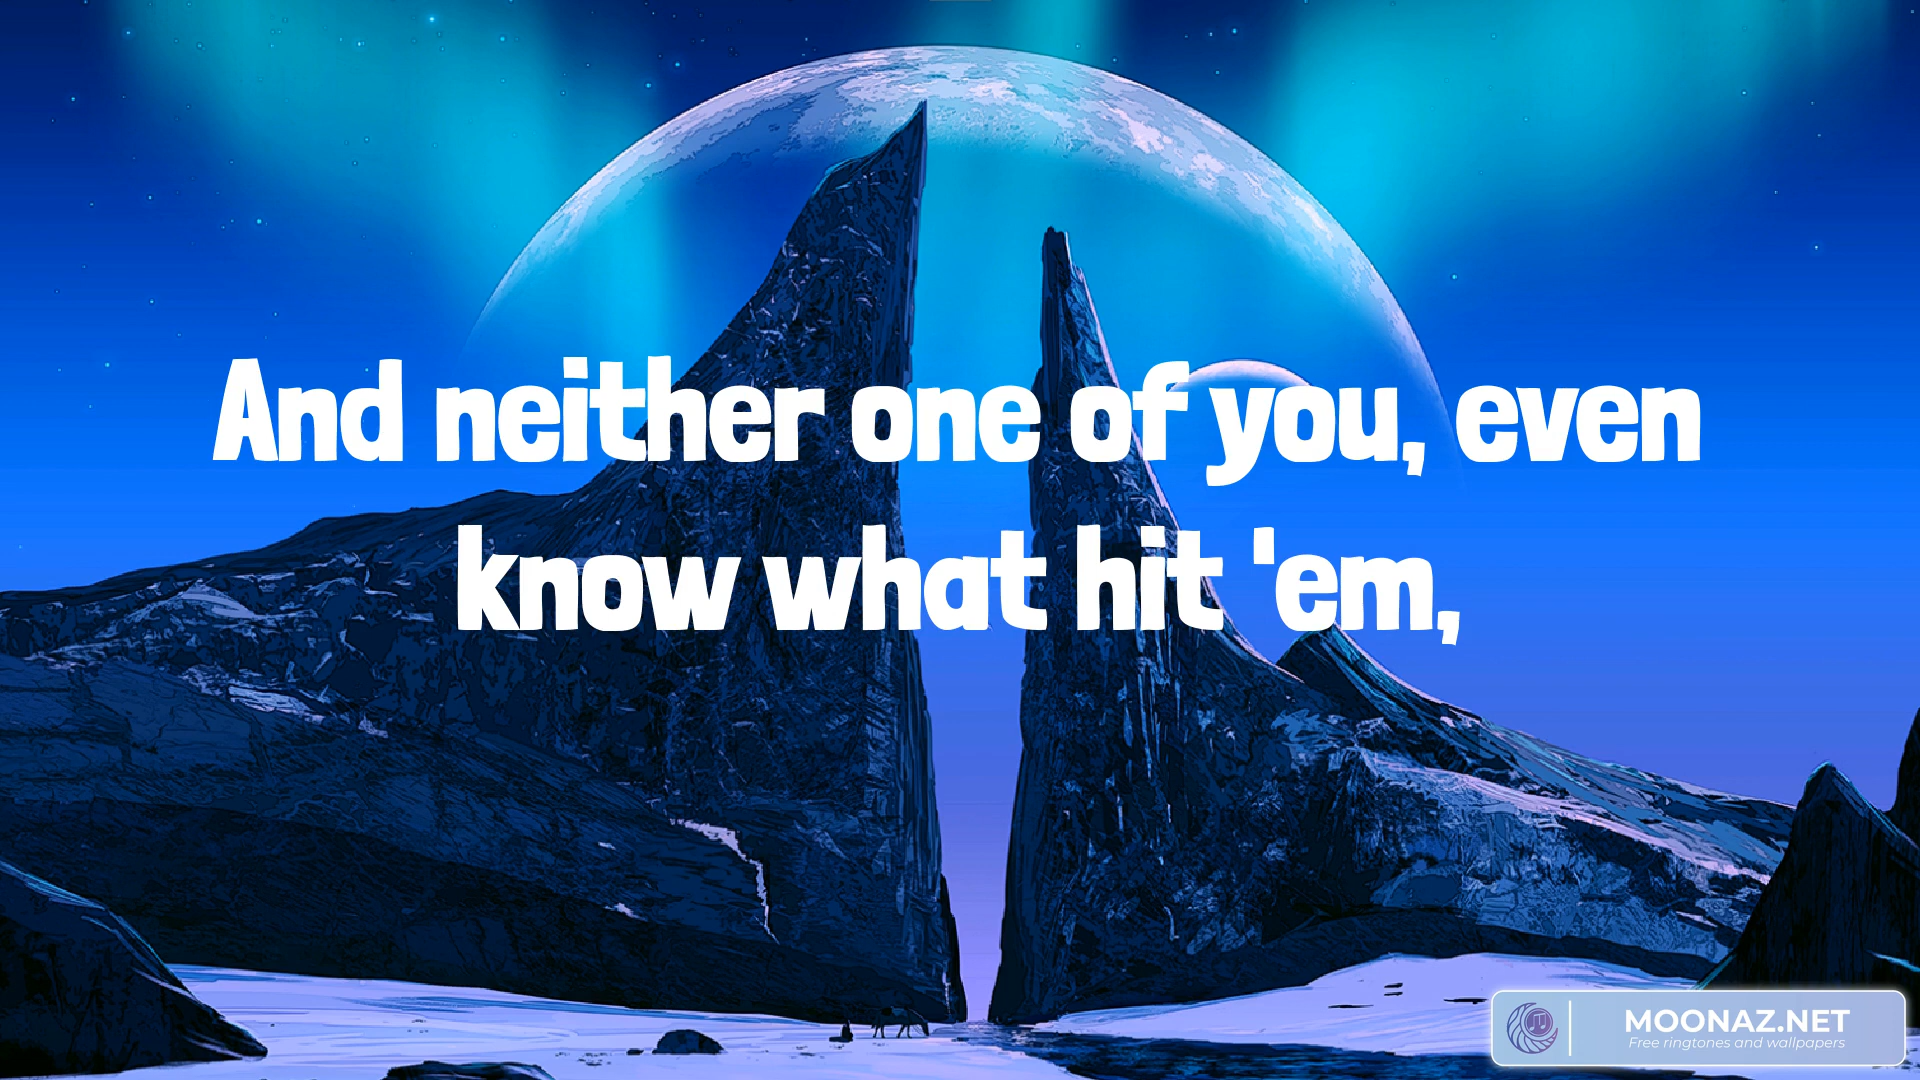 And neither one of you, even
know what hit 'em,
MOONAZ.NET
Free ringtones and wallpapers